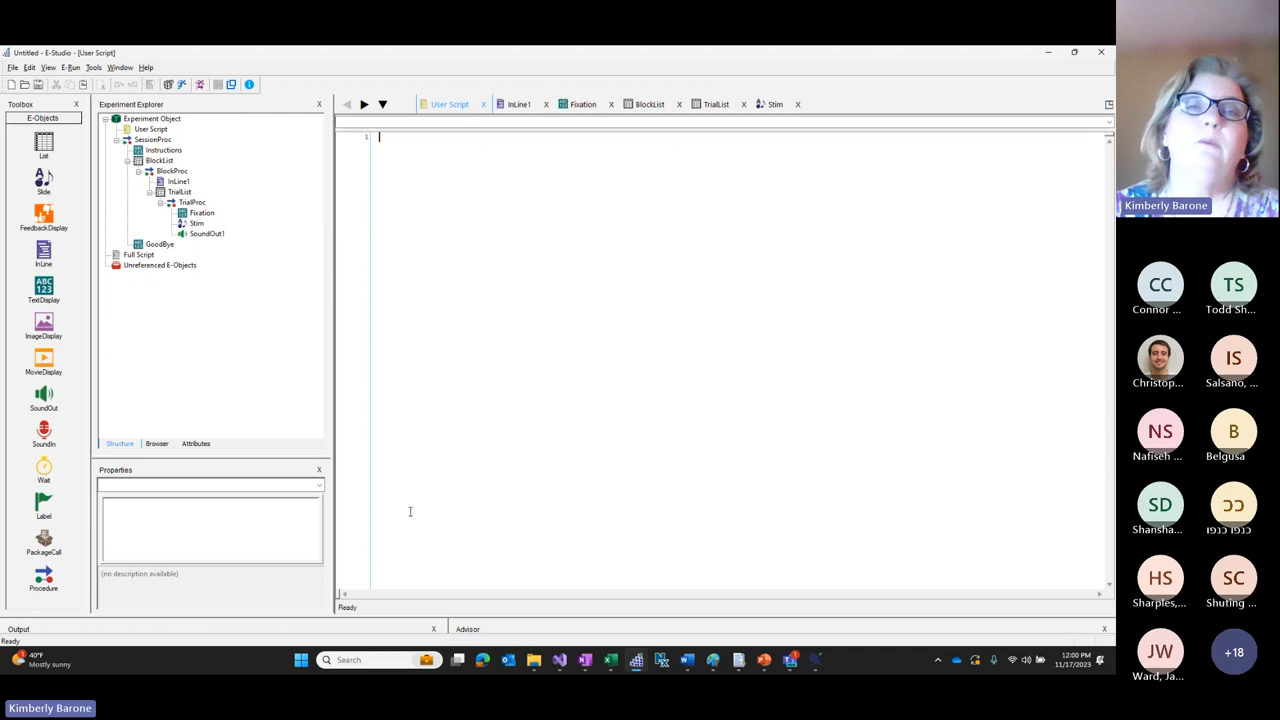 Untitled - E-Studio - [User Script]
File Edit View E-Run Tools Window Help
Toolbox
E-Objects
List
Slide
FeedbackDisplay
InLine
ABC
123
TextDisplay
ImageDisplay
MovieDisplay
SoundOut
SoundIn
Wait
Label
PackageCall
Procedure
Experiment Explorer
Experiment Object
User Script
SessionProc
Instructions
BlockList
BlockProc
InLine1
TrialList
TrialProc
Fixation
Stim
SoundOut1
GoodBye
Full Script
Unreferenced E-Objects
Structure Browser Attributes
Properties
(no description available)
User Script InLine1 Fixation BlockList TrialList Stim
1
Ready
Output
Advisor
Ready
40°F
Mostly sunny
Search
12:00 PM
11/17/2023
Kimberly Barone
Kimberly Barone
CC
Connor ...
TS
Todd Sh...
Christop...
IS
Salsano, ...
NS
Nafiseh ...
B
Belgusa
SD
Shansha...
ככ
כנפו כנפו
HS
Sharples,...
SC
Shuting ...
JW
Ward, Ja...
+18